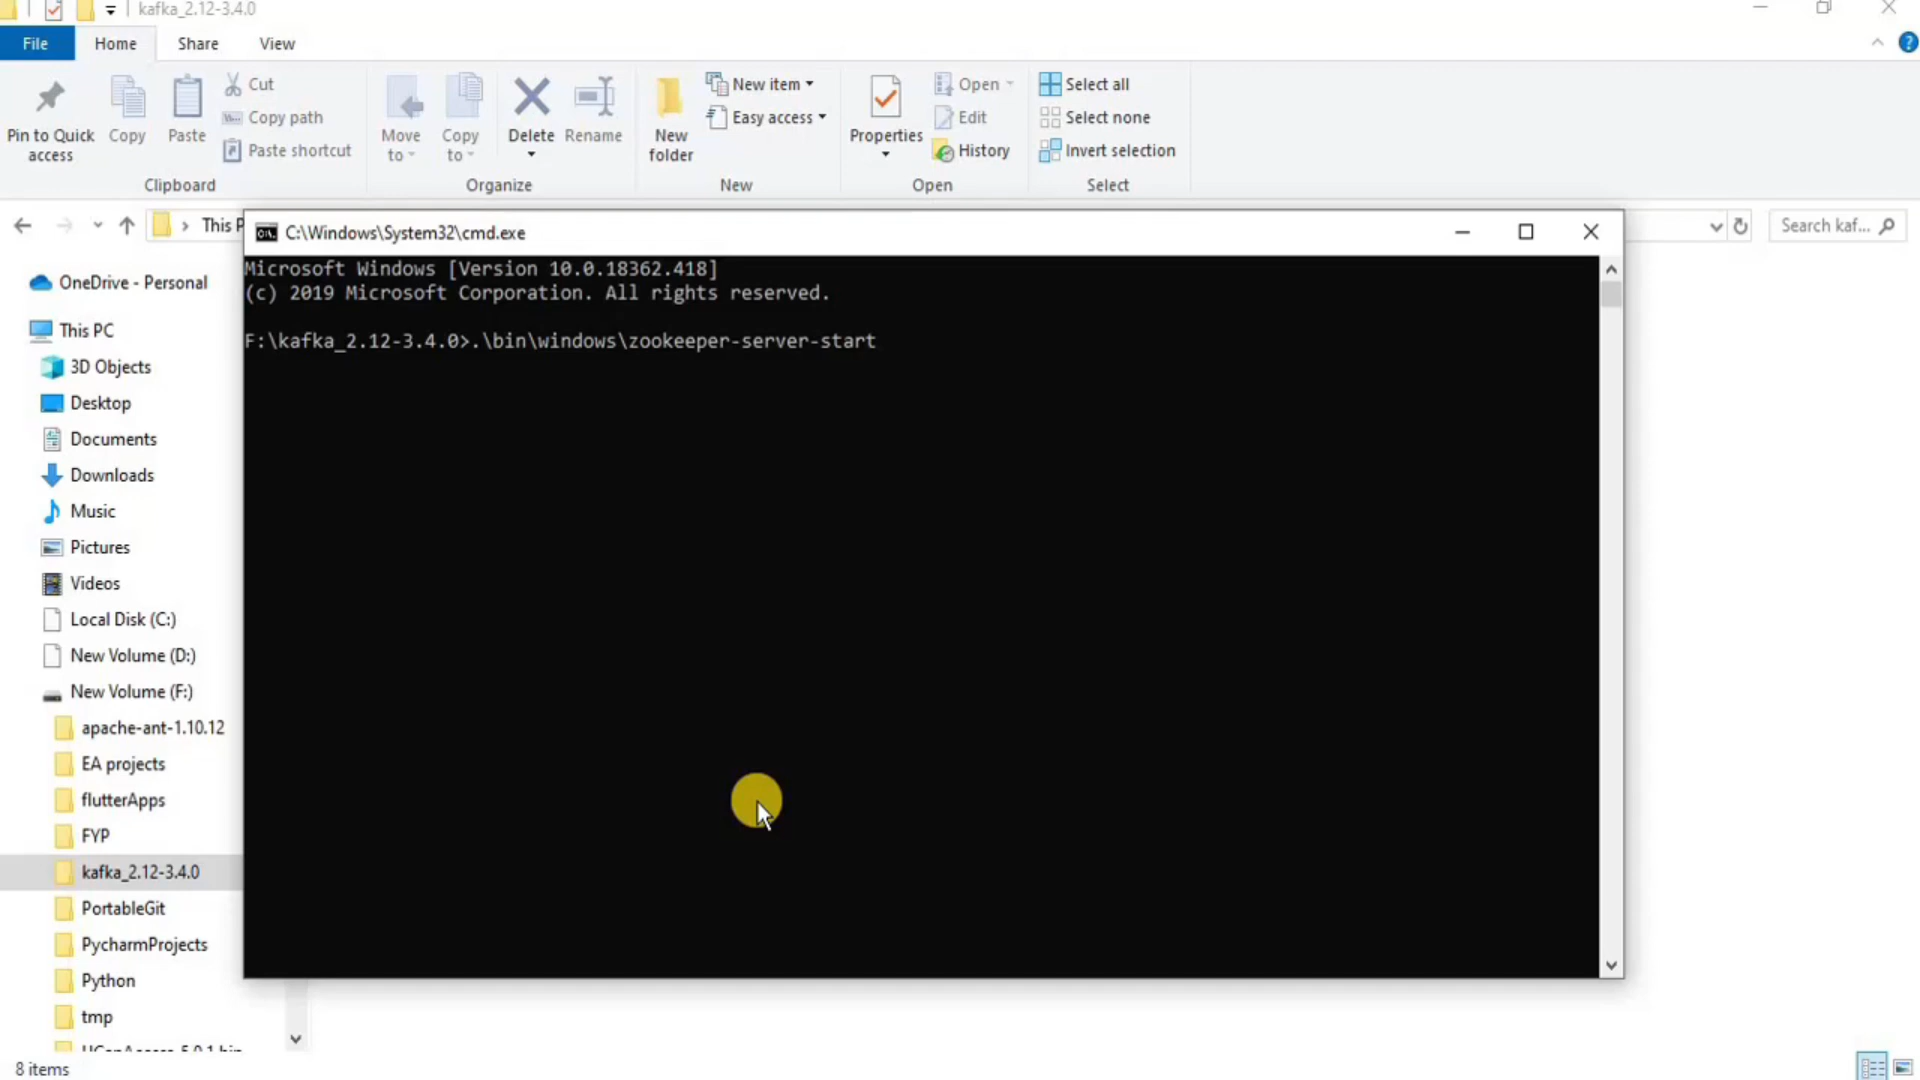 kafka_2.12-3.4.0
File Home Share View
Pin to Quick access
Copy
Paste
Cut
Copy path
Paste shortcut
Clipboard
Move to
Copy to
Delete
Rename
Organize
New folder
New item
Easy access
New
Properties
Open
Edit
History
Open
Select all
Select none
Invert selection
Select
This P
Search kaf...
C:\Windows\System32\cmd.exe
Microsoft Windows [Version 10.0.18362.418]
(c) 2019 Microsoft Corporation. All rights reserved.
F:\kafka_2.12-3.4.0>.\bin\windows\zookeeper-server-start
OneDrive - Personal
This PC
3D Objects
Desktop
Documents
Downloads
Music
Pictures
Videos
Local Disk (C:)
New Volume (D:)
New Volume (F:)
apache-ant-1.10.12
EA projects
flutterApps
FYP
kafka_2.12-3.4.0
PortableGit
PycharmProjects
Python
tmp
8 items